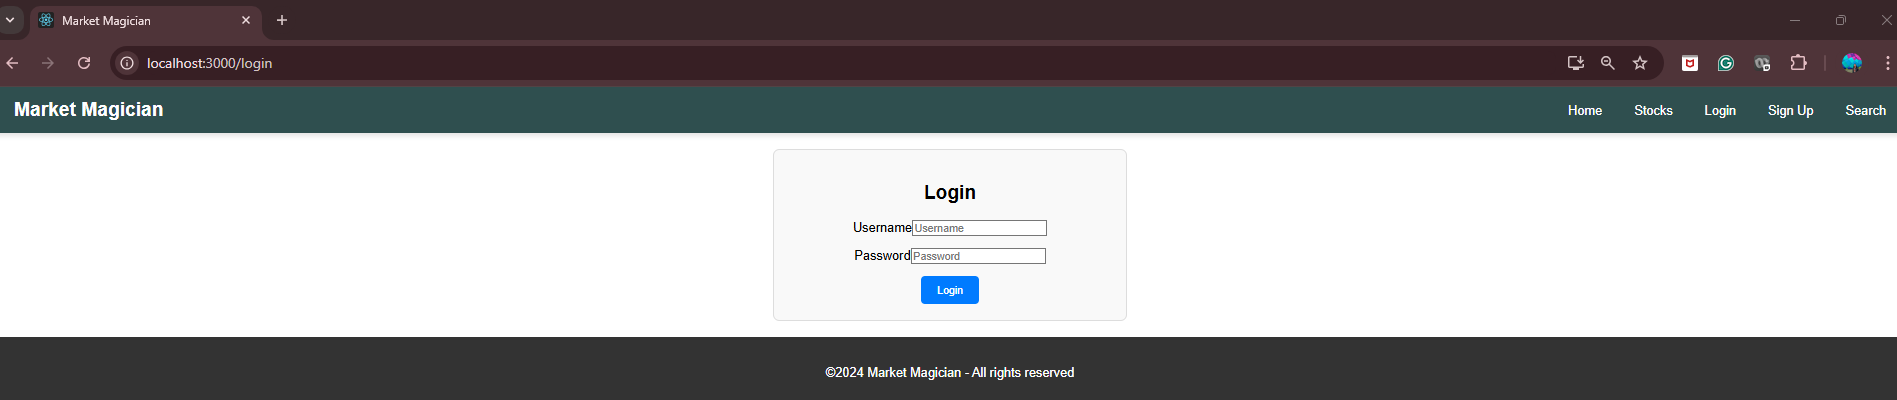 Market Magician
localhost:3000/login
Market Magician
Home Stocks Login Sign Up Search
Login
Username Username
Password Password
Login
©2024 Market Magician - All rights reserved